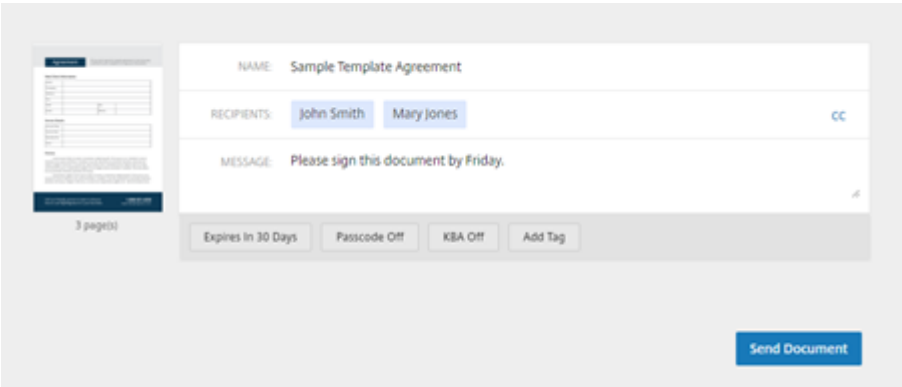 Agreement
NAME: Sample Template Agreement
RECIPIENTS: John Smith Mary Jones CC
MESSAGE: Please sign this document by Friday.
3 page(s)
Expires In 30 Days Passcode Off KBA Off Add Tag
Send Document